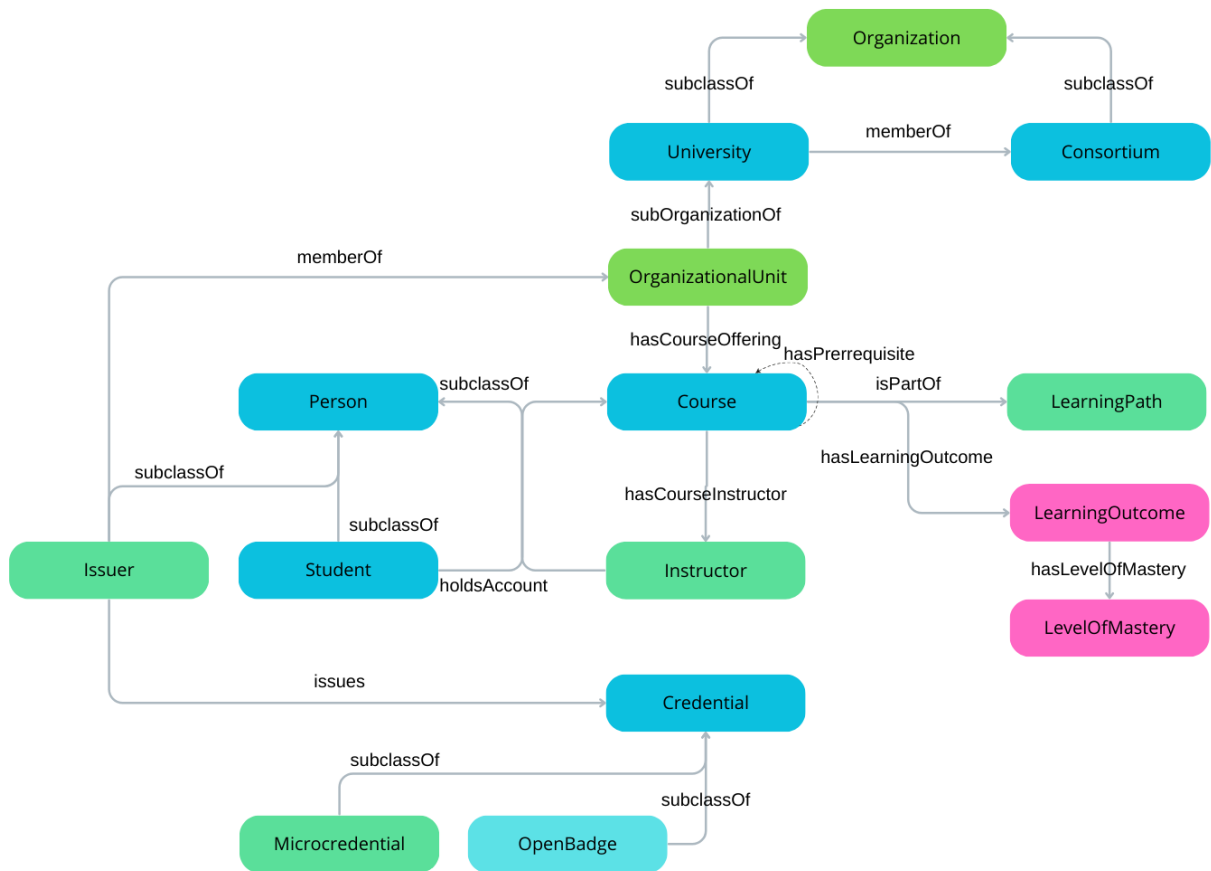 Organization
subclassOf
subclassOf
University
memberOf
Consortium
subOrganizationOf
memberOf
OrganizationalUnit
hasCourseOffering
hasPrerrequisite
Person
subclassOf
Course
isPartOf
LearningPath
hasLearningOutcome
subclassOf
hasCourseInstructor
LearningOutcome
subclassOf
Issuer
Student
holdsAccount
Instructor
hasLevelOfMastery
LevelOfMastery
issues
Credential
subclassOf
subclassOf
Microcredential
OpenBadge